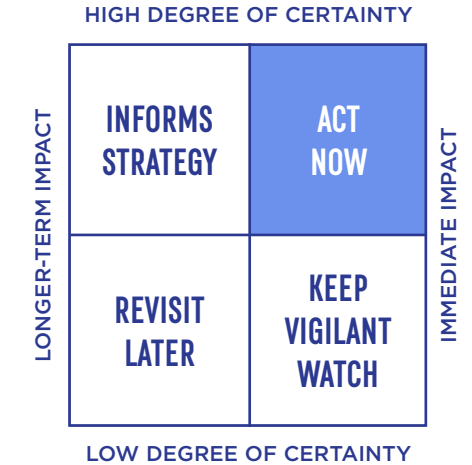 HIGH DEGREE OF CERTAINTY
LONGER-TERM IMPACT
INFORMS
STRATEGY
ACT
NOW
IMMEDIATE IMPACT
REVISIT
LATER
KEEP
VIGILANT
WATCH
LOW DEGREE OF CERTAINTY